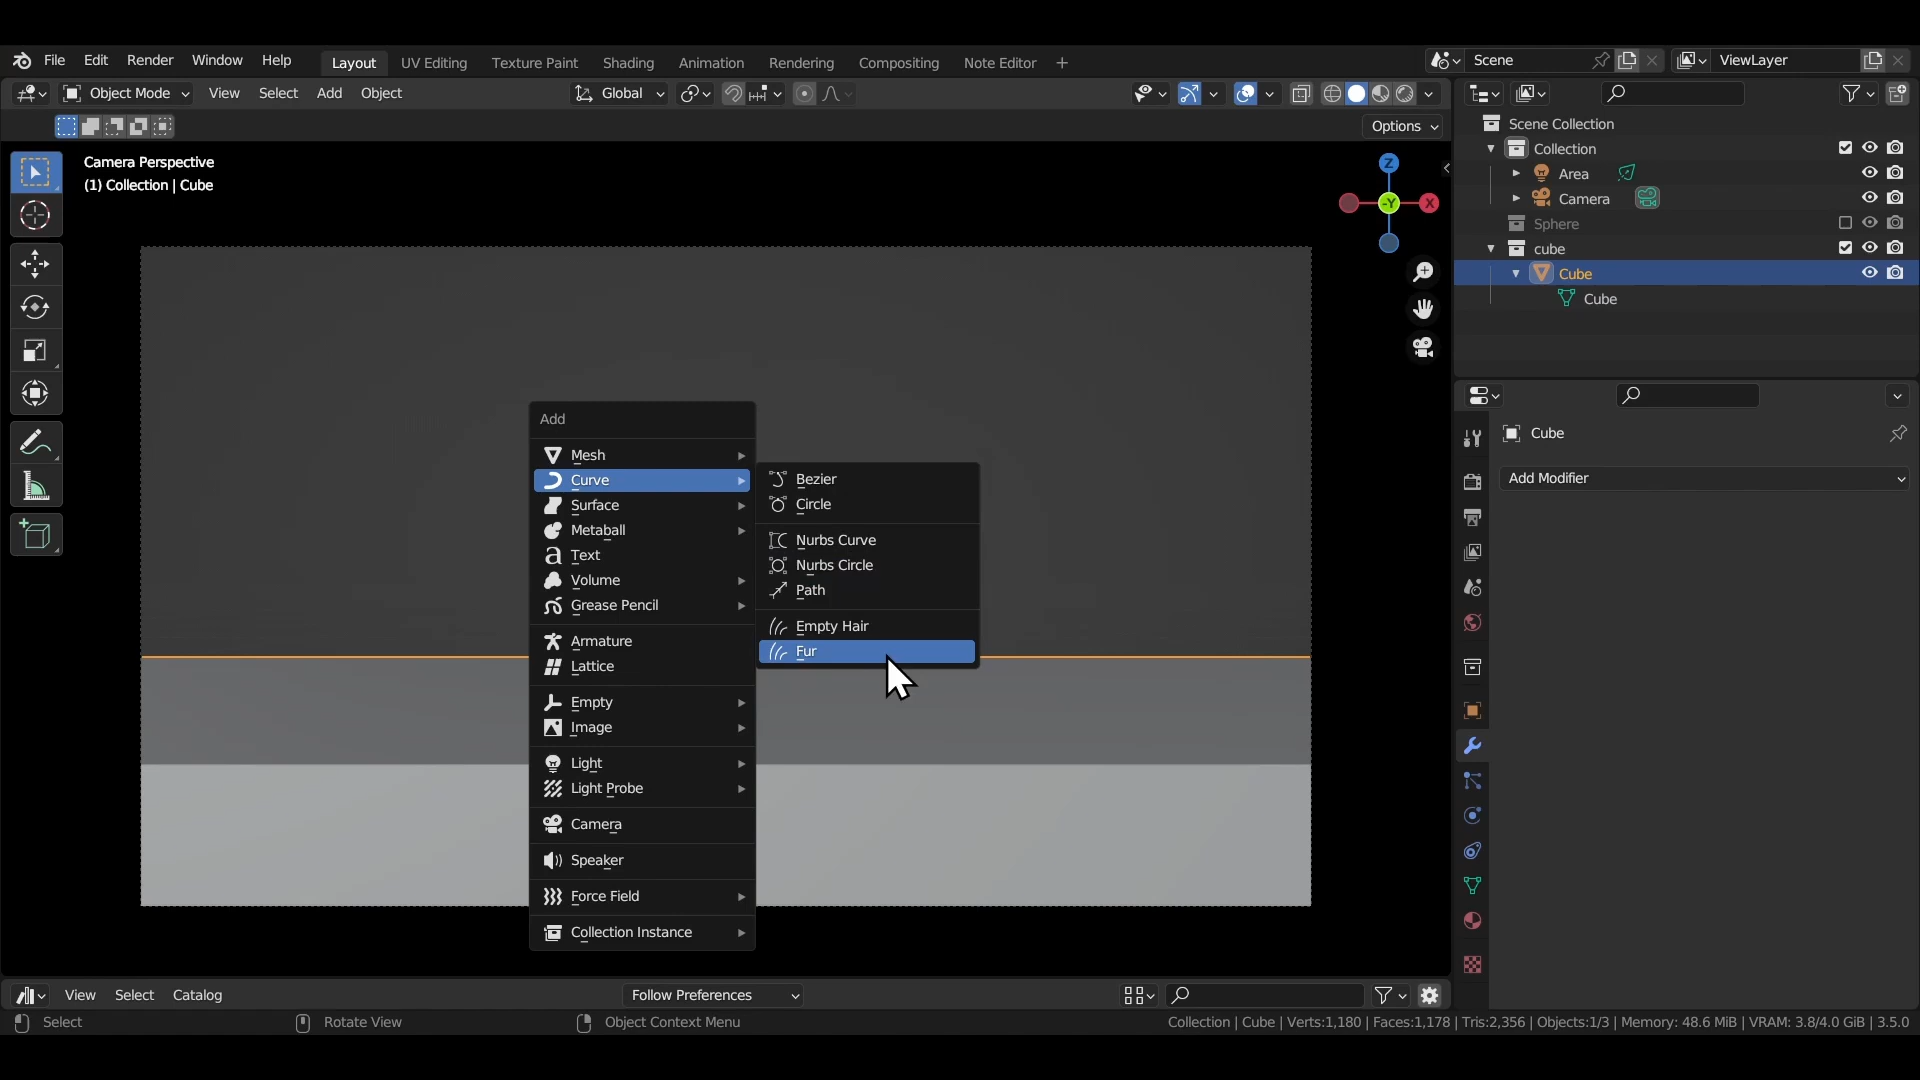 File Edit Render Window Help Layout UV Editing Texture Paint Shading Animation Rendering Compositing Note Editor + Scene ViewLayer
Object Mode View Select Add Object Global
Options
Camera Perspective
(1) Collection | Cube
Z
-Y
X
Add
Mesh
Curve
Surface
Metaball
Text
Volume
Grease Pencil
Armature
Lattice
Empty
Image
Light
Light Probe
Camera
Speaker
Force Field
Collection Instance
Bezier
Circle
Nurbs Curve
Nurbs Circle
Path
Empty Hair
Fur
Scene Collection
Collection
Area
Camera
Sphere
cube
Cube
Cube
Cube
Add Modifier
View Select Catalog Follow Preferences
Select Rotate View Object Context Menu Collection | Cube | Verts:1,180 | Faces:1,178 | Tris:2,356 | Objects:1/3 | Memory: 48.6 MiB | VRAM: 3.8/4.0 GiB | 3.5.0